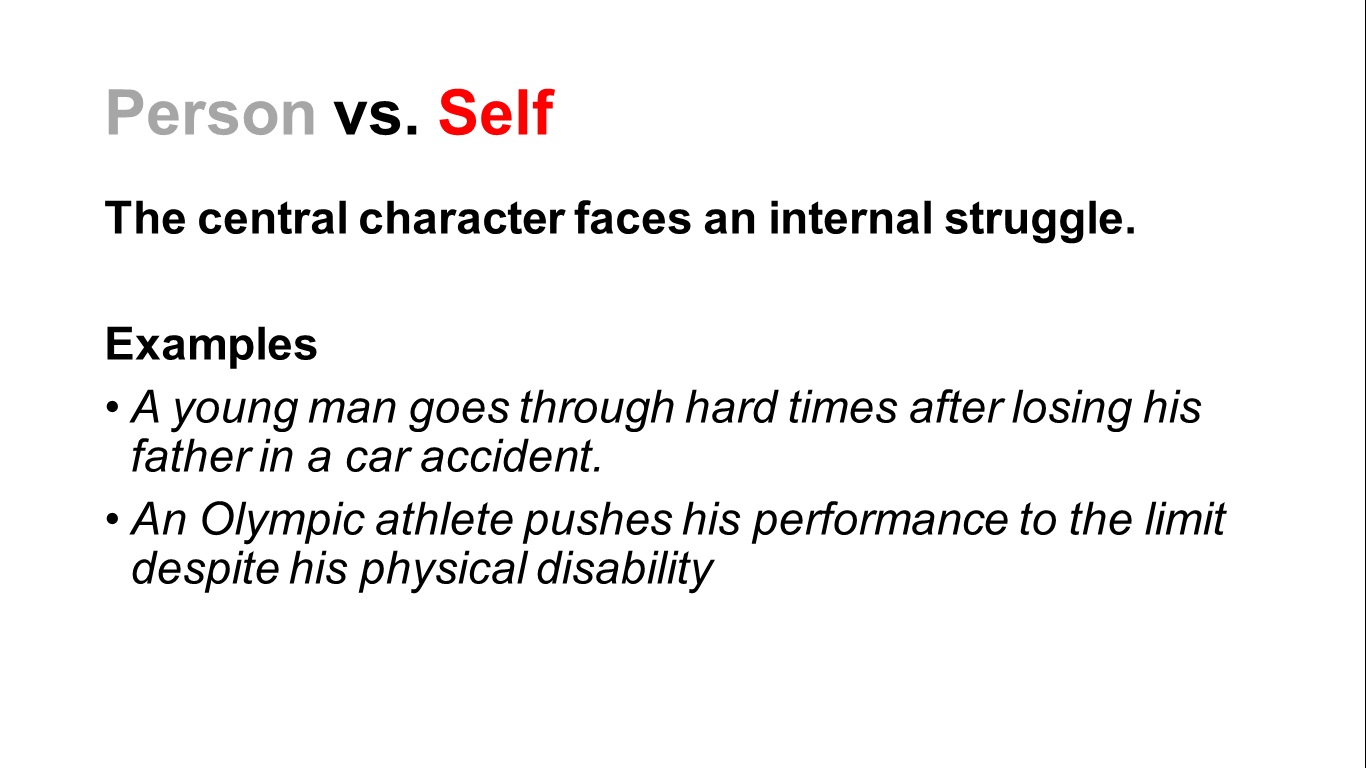 Person vs. Self
The central character faces an internal struggle.
Examples
• A young man goes through hard times after losing his
father in a car accident.
• An Olympic athlete pushes his performance to the limit
despite his physical disability